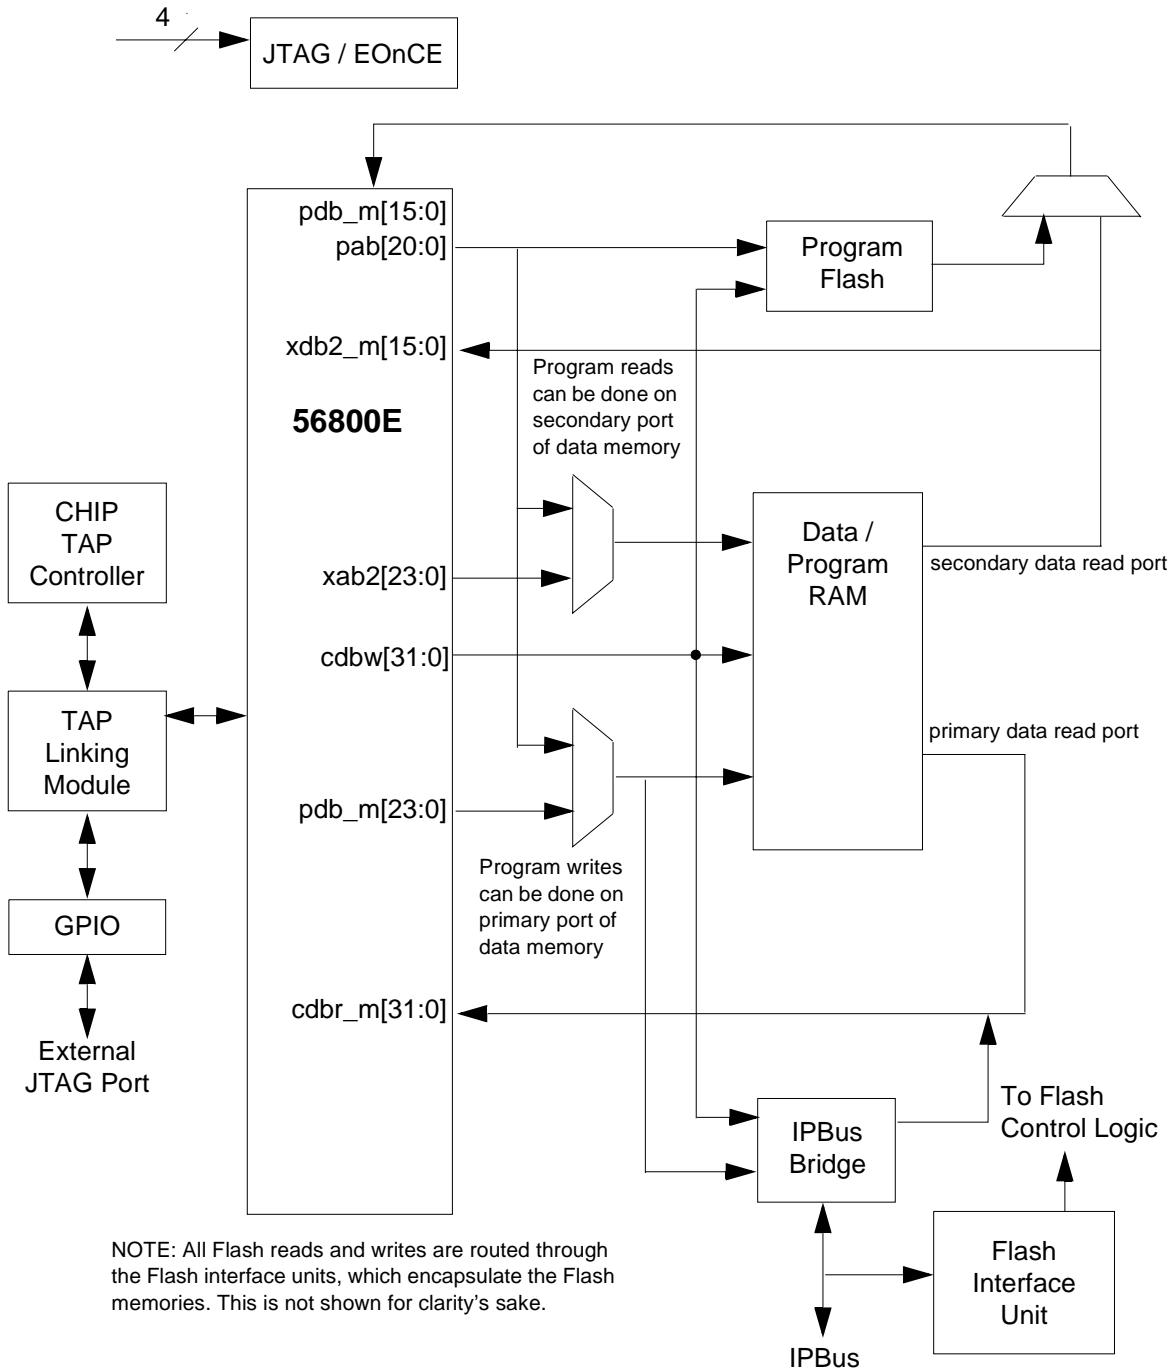 4
JTAG / EOnCE
pdb_m[15:0]
pab[20:0]
Program
Flash
xdb2_m[15:0]
Program reads
can be done on
secondary port
of data memory
56800E
CHIP
TAP
Controller
Data /
Program
RAM
secondary data read port
xab2[23:0]
cdbw[31:0]
TAP
Linking
Module
primary data read port
pdb_m[23:0]
Program writes
can be done on
primary port of
data memory
GPIO
cdbr_m[31:0]
External
JTAG Port
To Flash
Control Logic
IPBus
Bridge
Flash
Interface
Unit
NOTE: All Flash reads and writes are routed through
the Flash interface units, which encapsulate the Flash
memories. This is not shown for clarity's sake.
IPBus